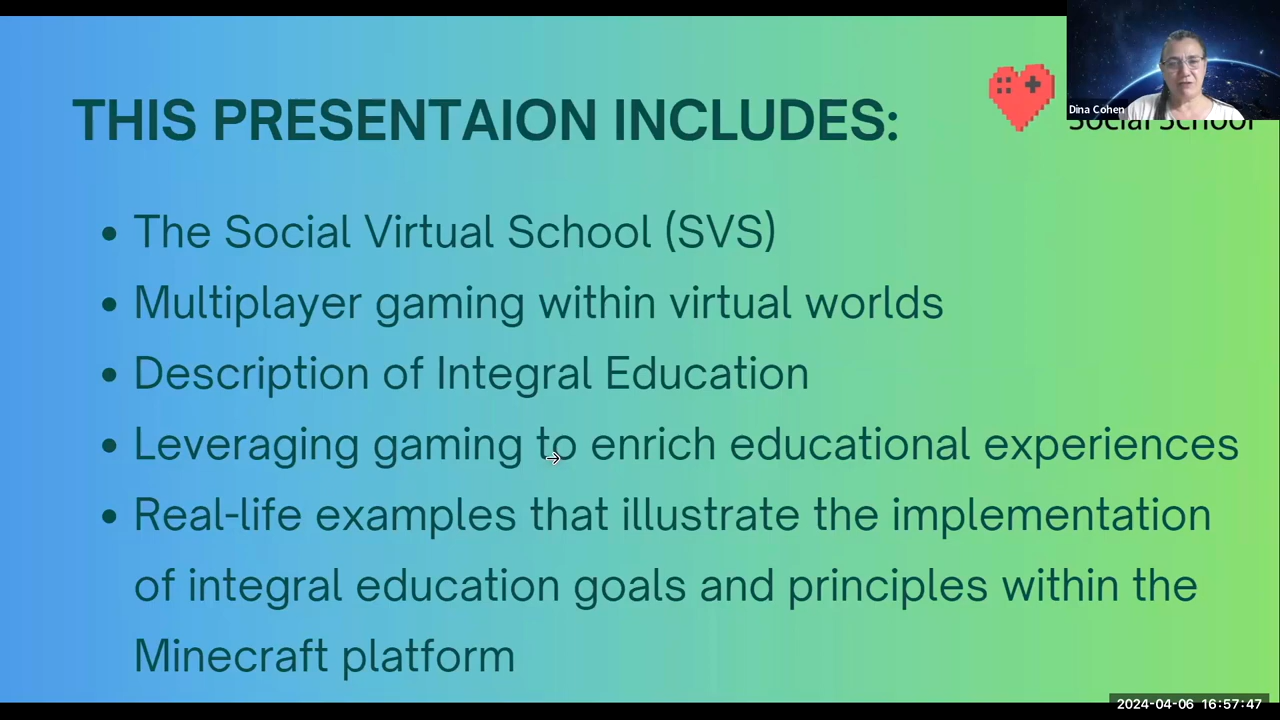 THIS PRESENTAION INCLUDES:
Dina Cohen
Social School
• The Social Virtual School (SVS)
• Multiplayer gaming within virtual worlds
• Description of Integral Education
• Leveraging gaming to enrich educational experiences
• Real-life examples that illustrate the implementation
of integral education goals and principles within the
Minecraft platform
2024-04-06 16:57:47